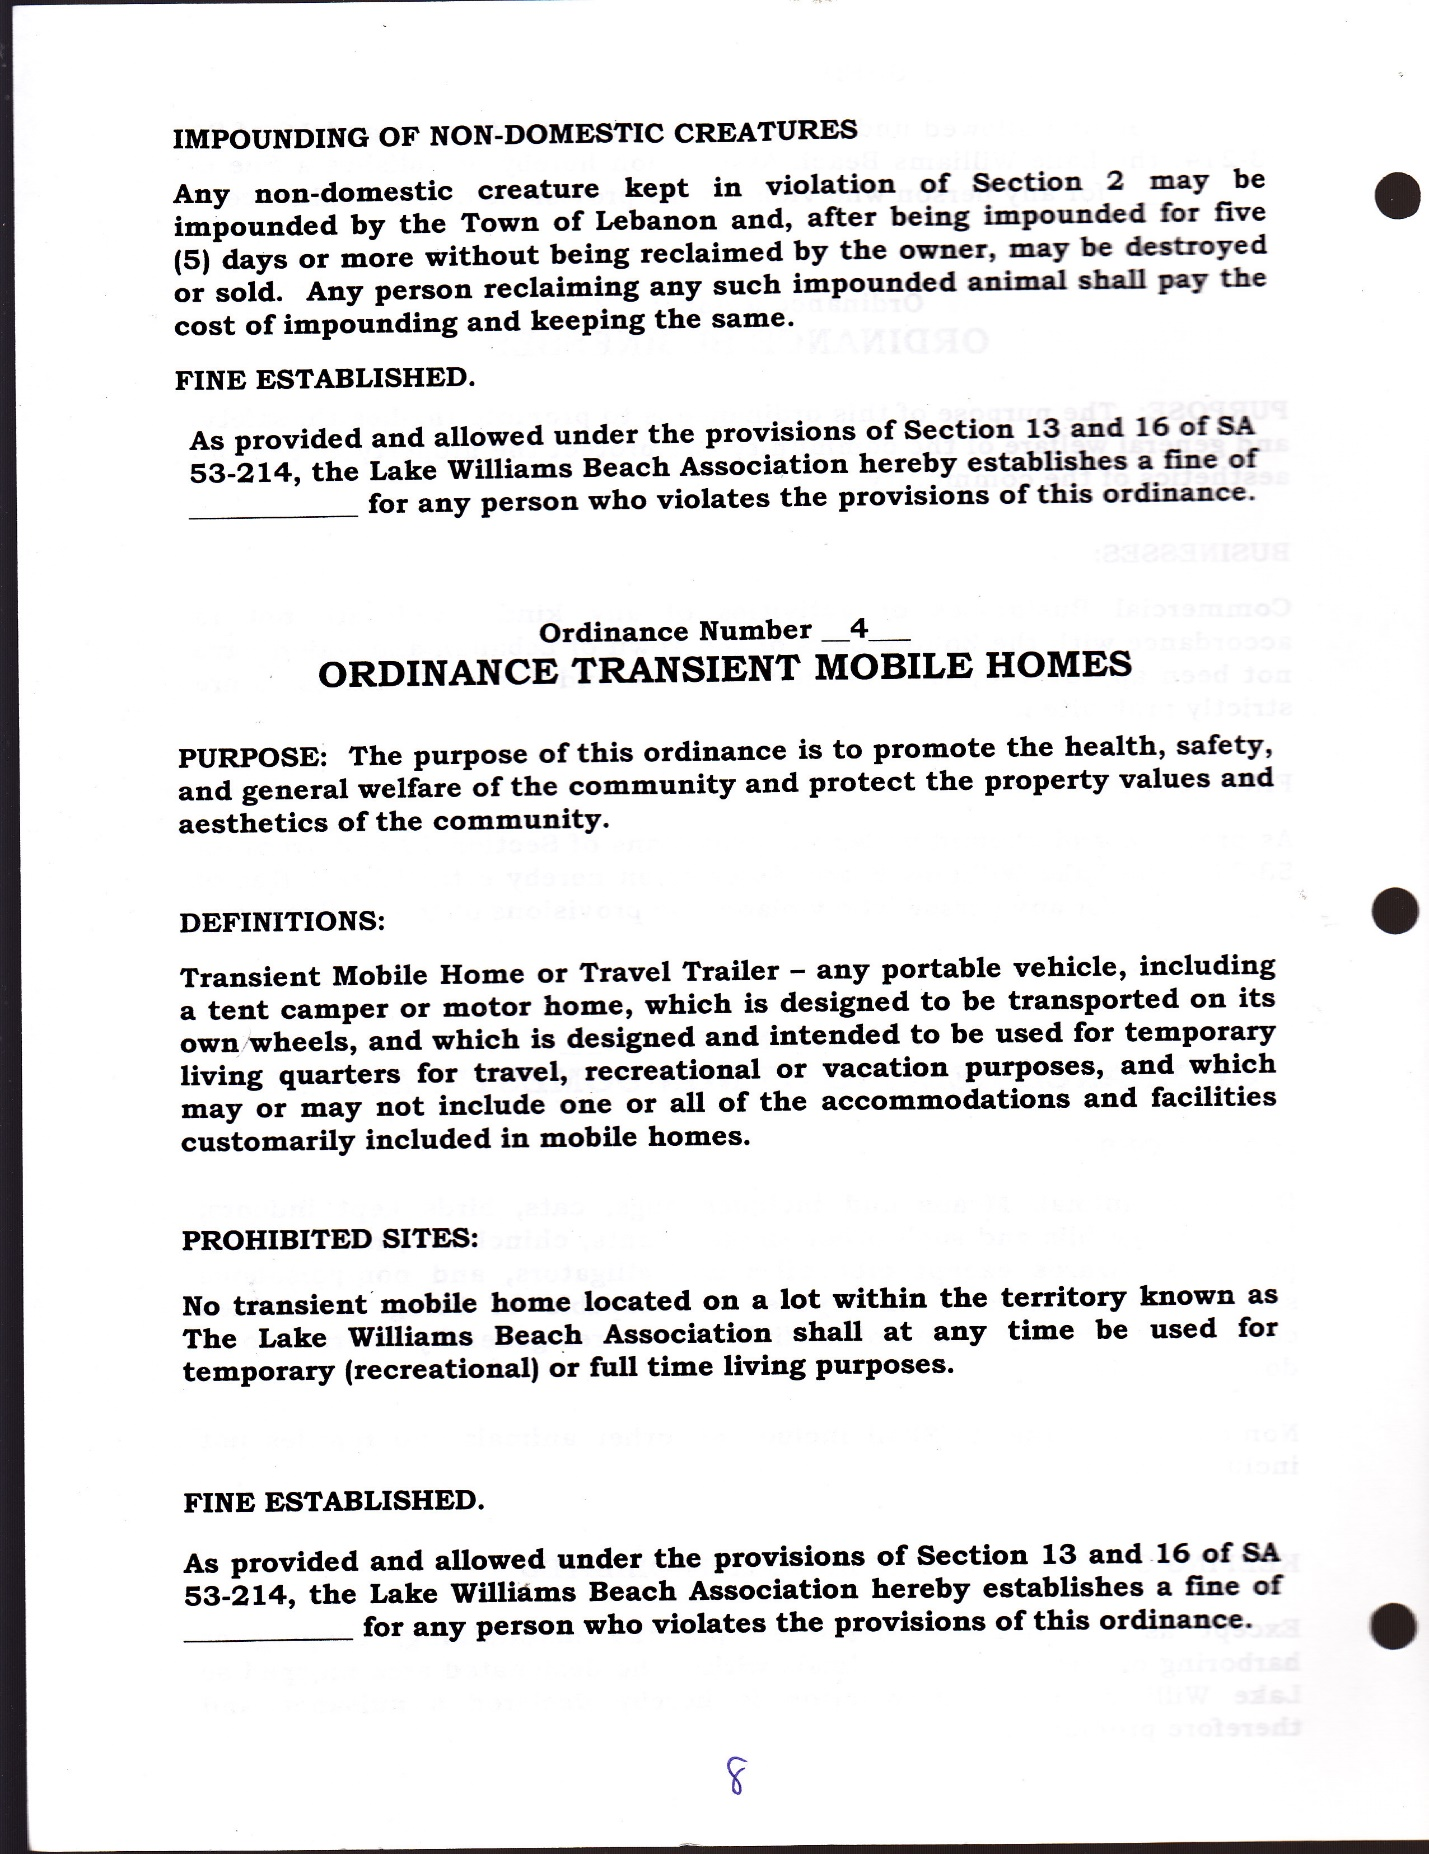 IMPOUNDING OF NON-DOMESTIC CREATURES
Any non-domestic creature kept in violation of Section 2 may be
impounded by the Town of Lebanon and, after being impounded for five
(5) days or more without being reclaimed by the owner, may be destroyed
or sold. Any person reclaiming any such impounded animal shall pay the
cost of impounding and keeping the same.
FINE ESTABLISHED.
As provided and allowed under the provisions of Section 13 and 16 of SA
53-214, the Lake Williams Beach Association hereby establishes a fine of
____________ for any person who violates the provisions of this ordinance.
Ordinance Number __4___
ORDINANCE TRANSIENT MOBILE HOMES
PURPOSE: The purpose of this ordinance is to promote the health, safety,
and general welfare of the community and protect the property values and
aesthetics of the community.
DEFINITIONS:
Transient Mobile Home or Travel Trailer – any portable vehicle, including
a tent camper or motor home, which is designed to be transported on its
own wheels, and which is designed and intended to be used for temporary
living quarters for travel, recreational or vacation purposes, and which
may or may not include one or all of the accommodations and facilities
customarily included in mobile homes.
PROHIBITED SITES:
No transient mobile home located on a lot within the territory known as
The Lake Williams Beach Association shall at any time be used for
temporary (recreational) or full time living purposes.
FINE ESTABLISHED.
As provided and allowed under the provisions of Section 13 and 16 of SA
53-214, the Lake Williams Beach Association hereby establishes a fine of
____________ for any person who violates the provisions of this ordinance.
8